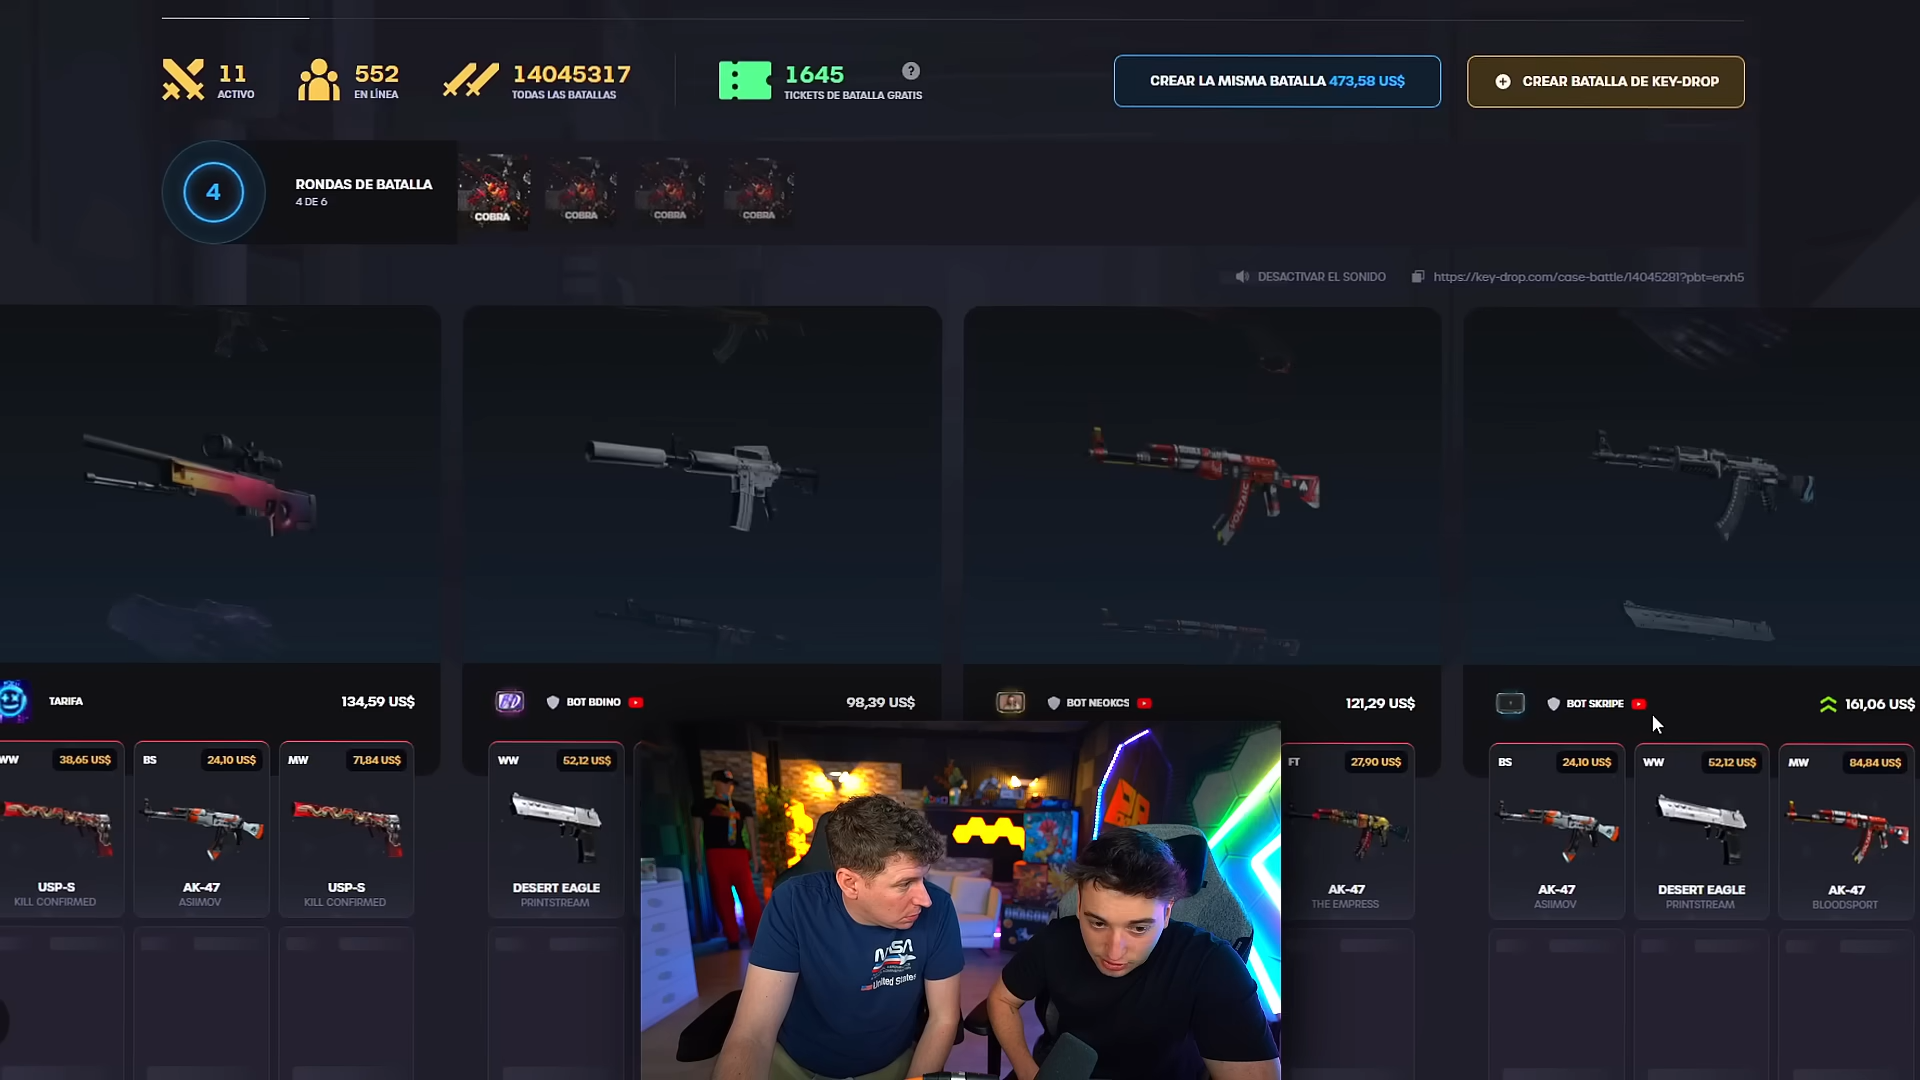 11
ACTIVO
552
EN LÍNEA
14045317
TODAS LAS BATALLAS
1645
TICKETS DE BATALLA GRATIS
?
CREAR LA MISMA BATALLA 473,58 US$
CREAR BATALLA DE KEY-DROP
4
RONDAS DE BATALLA
4 DE 6
COBRA
COBRA
COBRA
COBRA
DESACTIVAR EL SONIDO
https://key-drop.com/case-battle/14045281?pbt=erxh5
VOLTAIC
TARIFA
134,59 US$
BOT BDINO
98,39 US$
BOT NEOKCS
121,29 US$
BOT SKRIPE
161,06 US$
WW
38,65 US$
BS
24,10 US$
MW
71,84 US$
WW
52,12 US$
FT
27,90 US$
BS
24,10 US$
WW
52,12 US$
MW
84,84 US$
USP-S
KILL CONFIRMED
AK-47
ASIIMOV
USP-S
KILL CONFIRMED
DESERT EAGLE
PRINTSTREAM
AK-47
THE EMPRESS
AK-47
ASIIMOV
DESERT EAGLE
PRINTSTREAM
AK-47
BLOODSPORT
NASA
United States